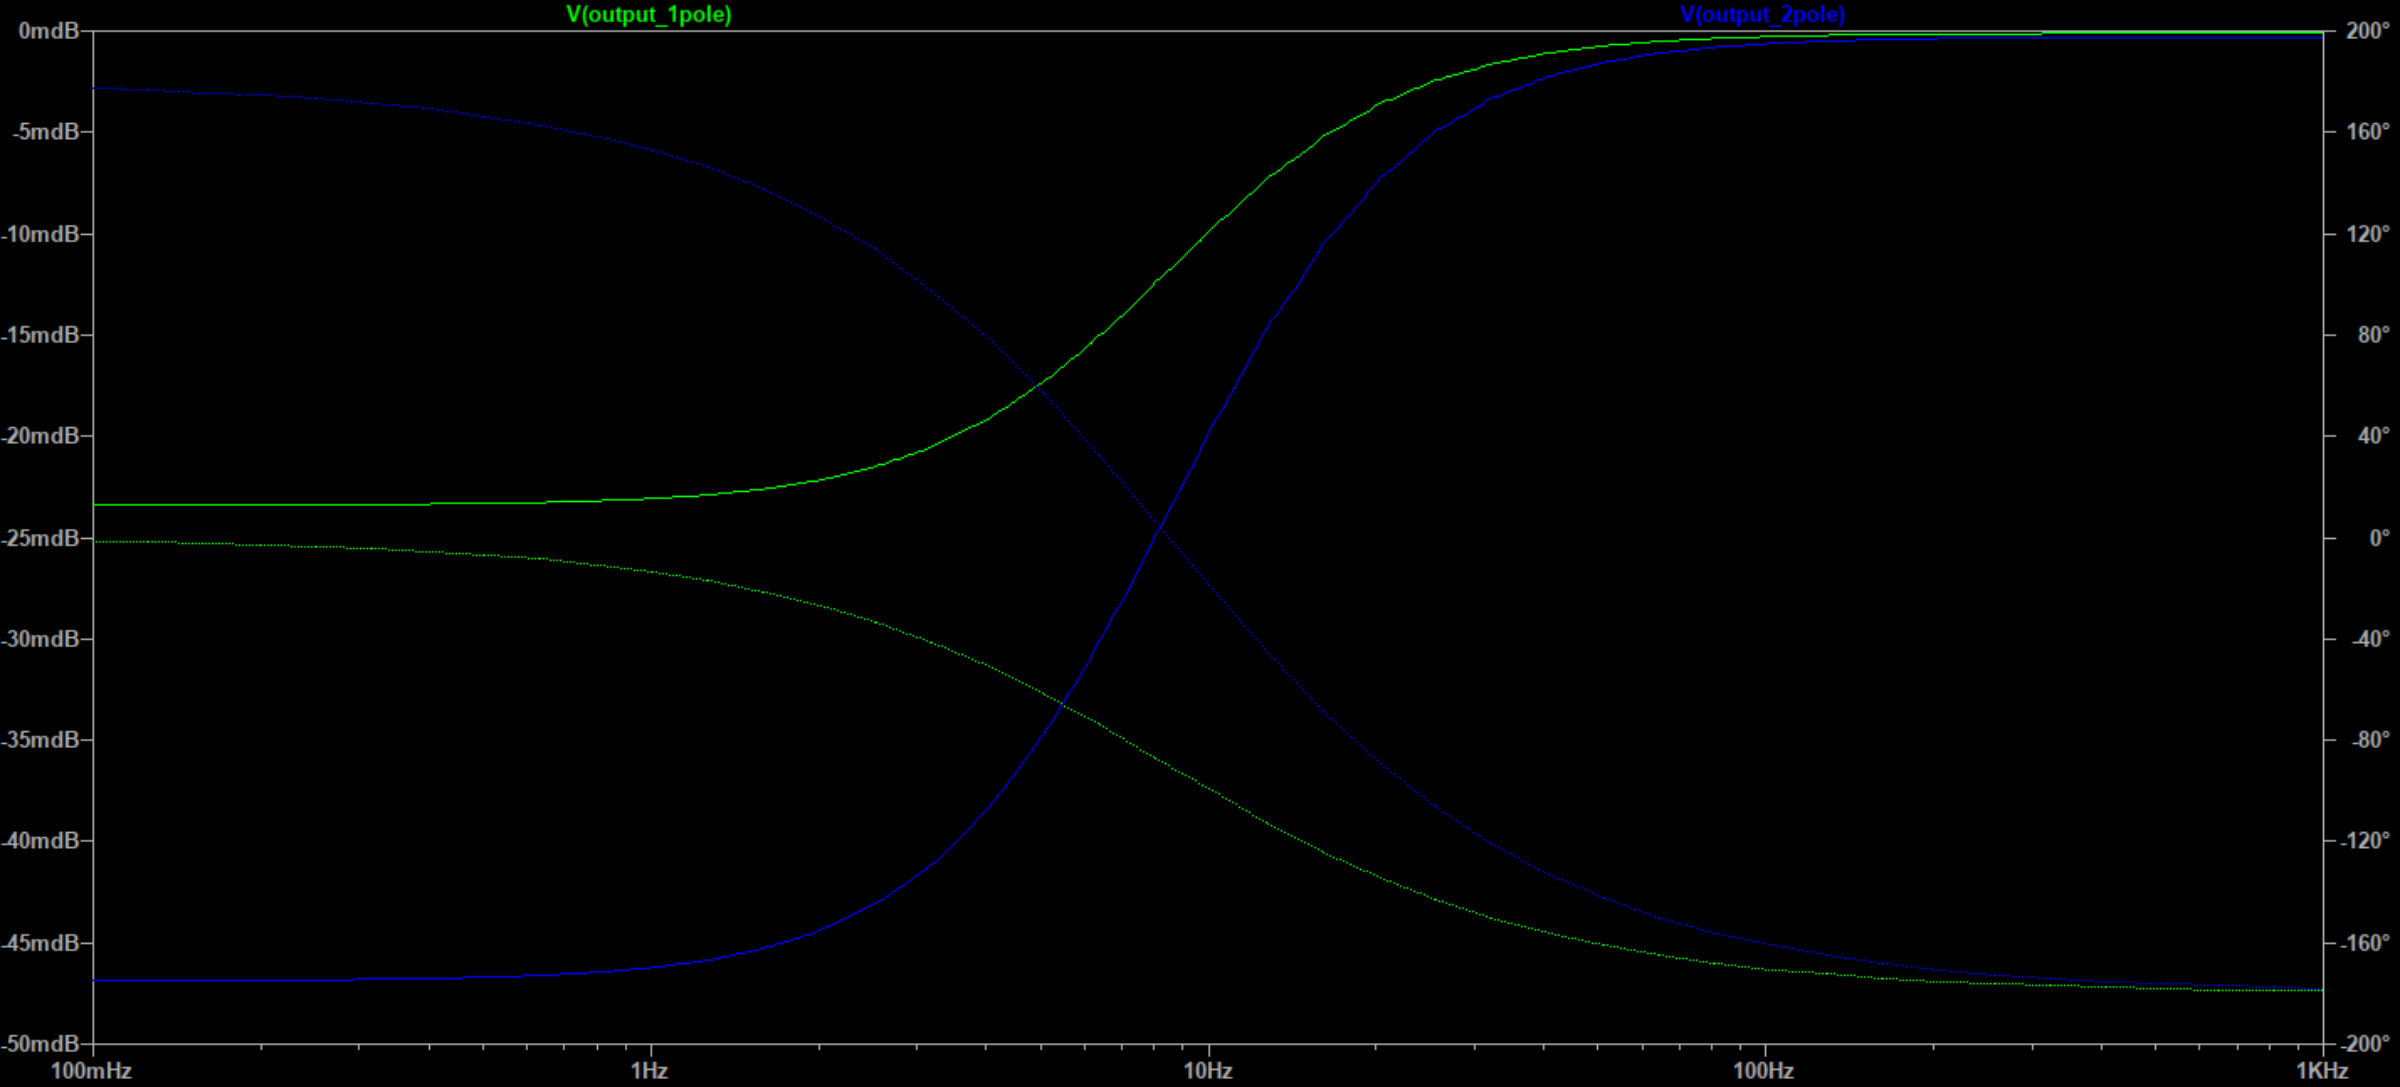 V(output_1pole) V(output_2pole)
0mdB 200°
-5mdB 160°
-10mdB 120°
-15mdB 80°
-20mdB 40°
-25mdB 0°
-30mdB -40°
-35mdB -80°
-40mdB -120°
-45mdB -160°
-50mdB -200°
100mHz 1Hz 10Hz 100Hz 1KHz